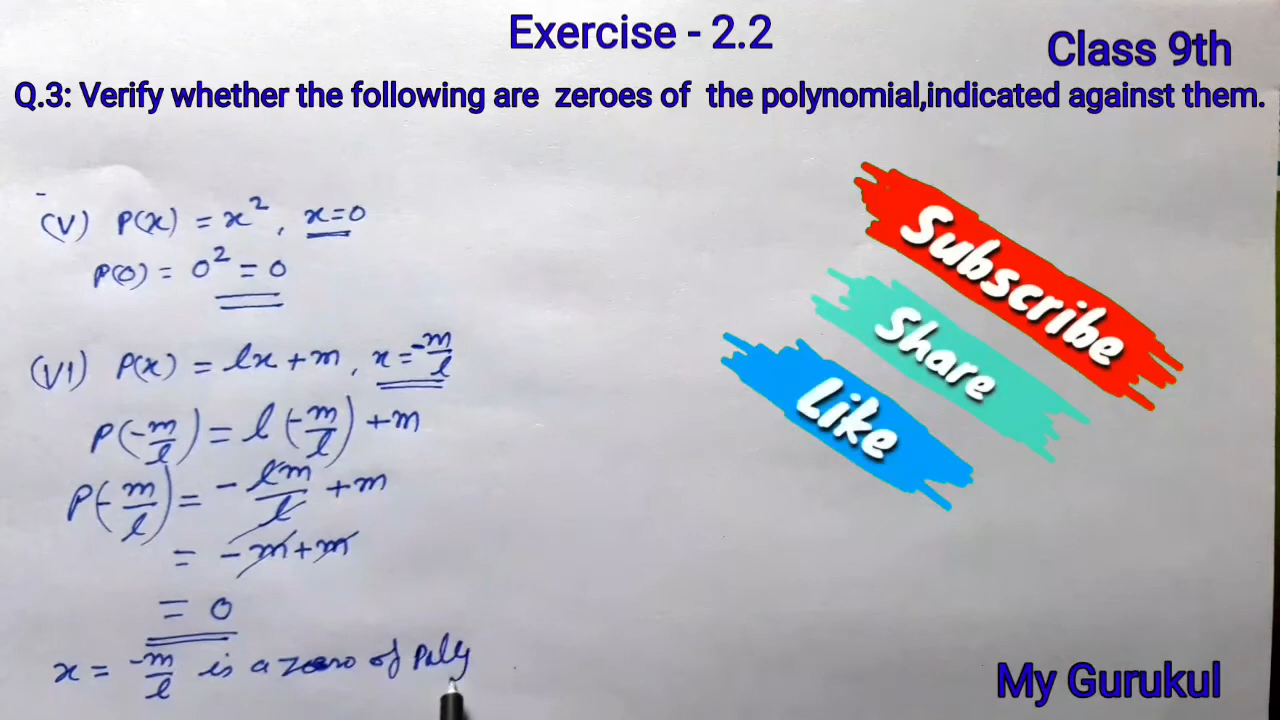 Exercise - 2.2
Class 9th
Q.3: Verify whether the following are zeroes of the polynomial,indicated against them.
(V) P(x) = x², x=0
P(0) = 0² = 0
(VI) P(x) = lx + m, x = -m/l
P(-m/l) = l(-m/l) + m
P(-m/l) = - lm/l + m
= -m+m
= 0
x = -m/l is a zero of Poly
Subscribe
Share
Like
My Gurukul